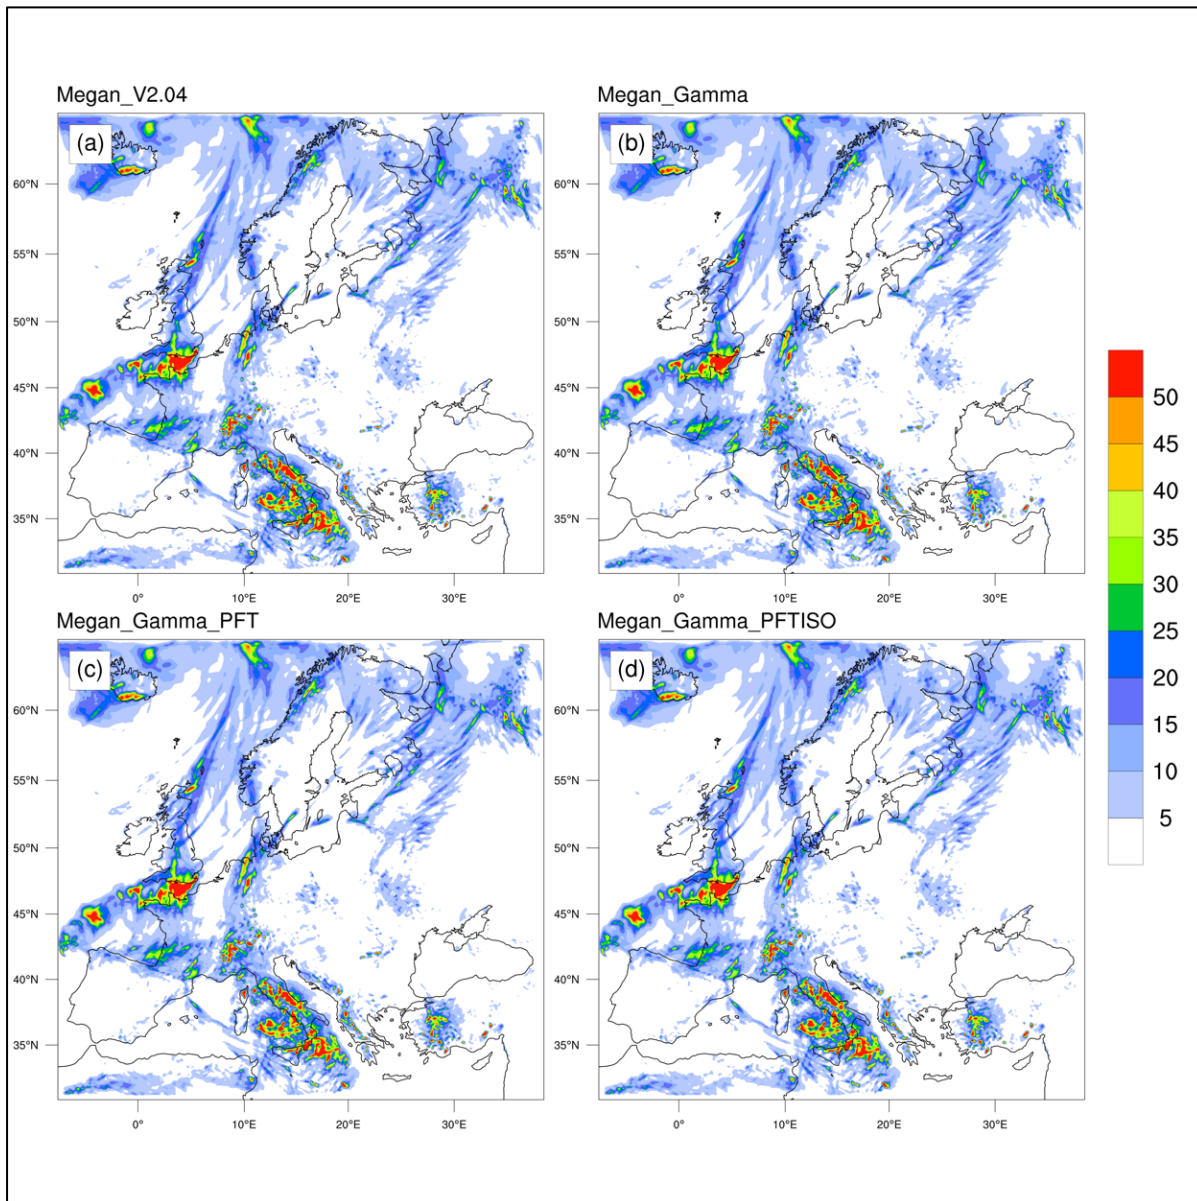 Megan_V2.04 Megan_Gamma
(a) (b)
60°N 60°N
55°N 55°N
50°N 50°N
45°N 45°N
40°N 40°N
35°N 35°N
0° 10°E 20°E 30°E 0° 10°E 20°E 30°E
50
45
40
35
30
25
20
15
10
5
Megan_Gamma_PFT Megan_Gamma_PFTISO
(c) (d)
60°N 60°N
55°N 55°N
50°N 50°N
45°N 45°N
40°N 40°N
35°N 35°N
0° 10°E 20°E 30°E 0° 10°E 20°E 30°E